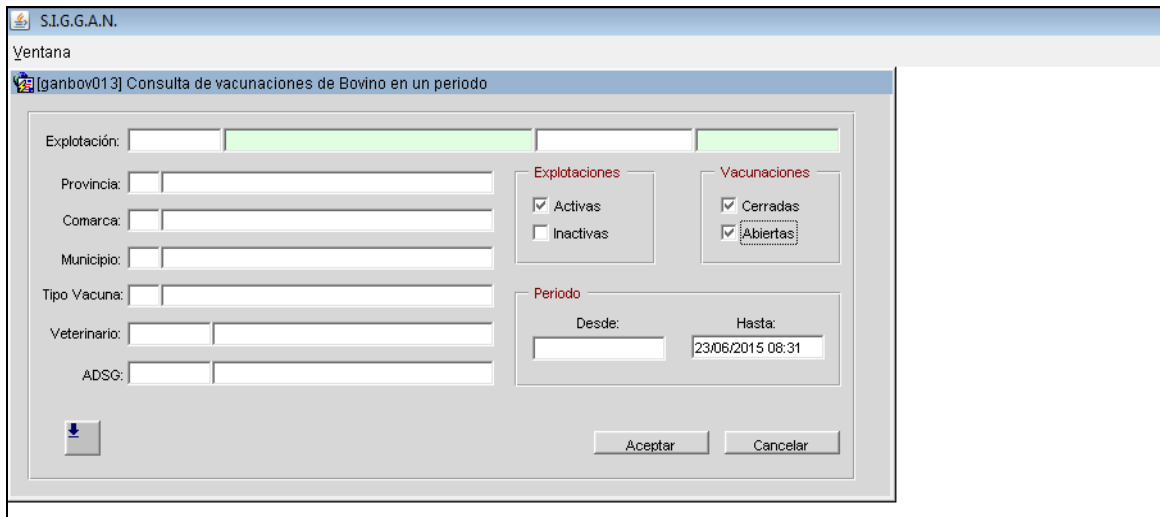 S.I.G.G.A.N.
Ventana
[ganbov013] Consulta de vacunaciones de Bovino en un periodo
Explotación:
Provincia:
Comarca:
Municipio:
Tipo Vacuna:
Veterinario:
ADSG:
Explotaciones
Activas
Inactivas
Vacunaciones
Cerradas
Abiertas
Periodo
Desde:
Hasta:
23/06/2015 08:31
Aceptar
Cancelar